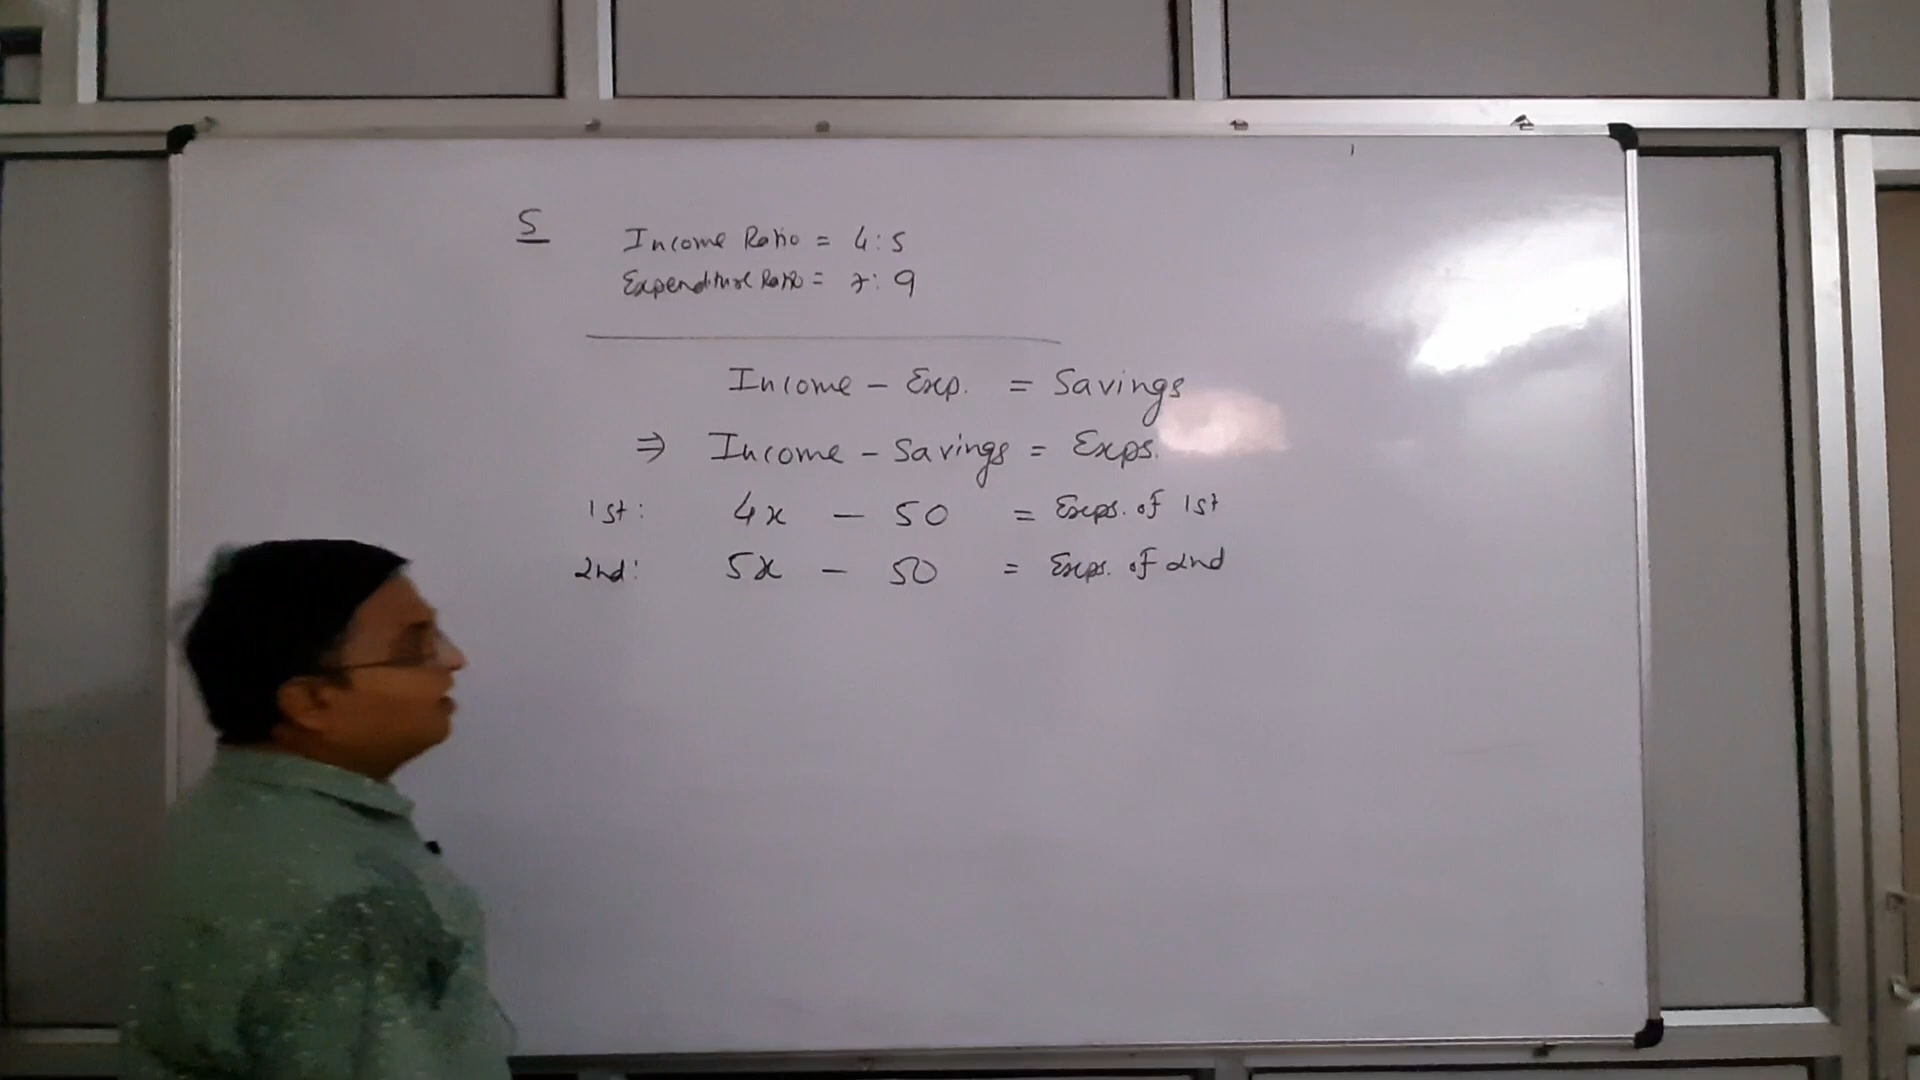 5
Income Ratio = 4:5
Expenditure Ratio = 7:9
Income - Exp. = Savings
⇒ Income - Savings = Exps.
1st: 4x - 50 = Exps. of 1st
2nd: 5x - 50 = Exps. of 2nd